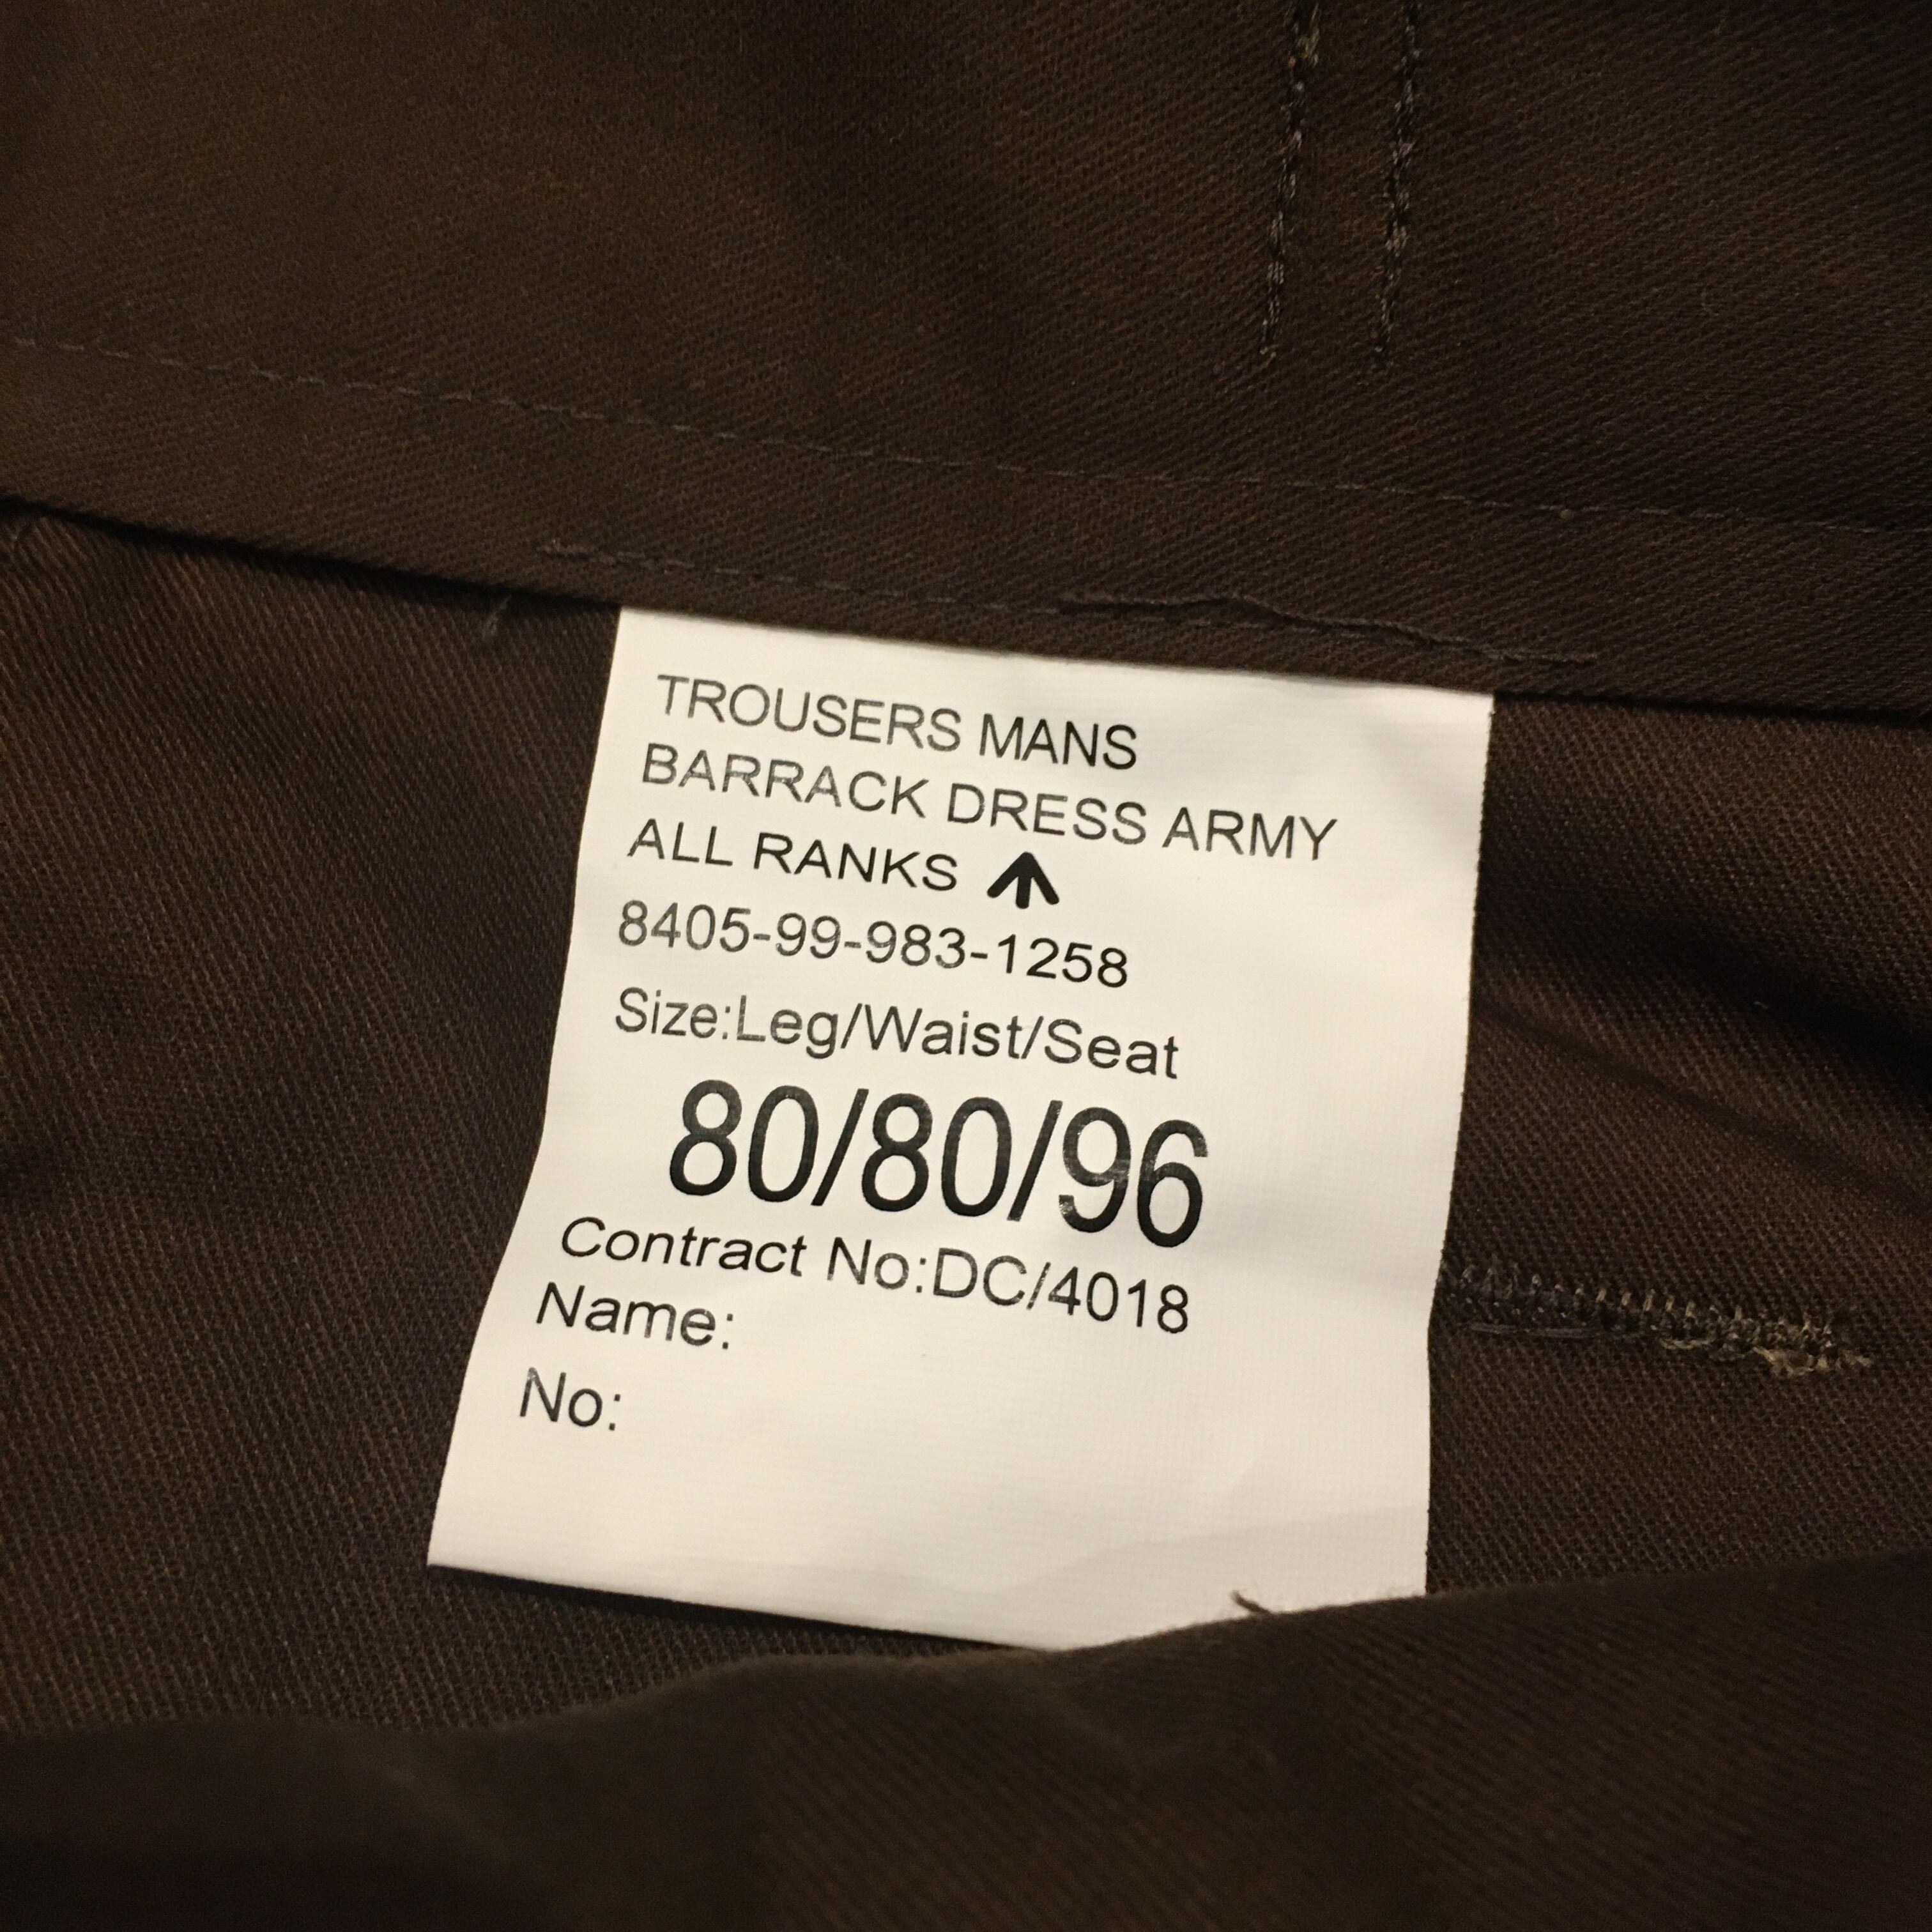 TROUSERS MANS
BARRACK DRESS ARMY
ALL RANKS
8405-99-983-1258
Size:Leg/Waist/Seat
80/80/96
Contract No:DC/4018
Name:
No: